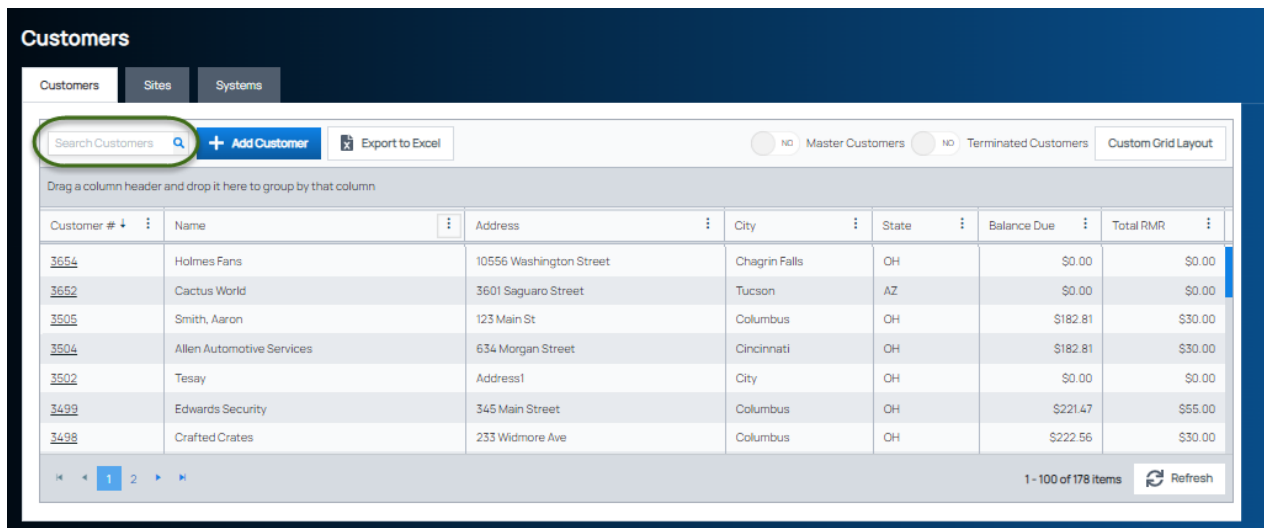 Customers
Customers Sites Systems
Search Customers + Add Customer Export to Excel NO Master Customers NO Terminated Customers Custom Grid Layout
Drag a column header and drop it here to group by that column
Customer # ↓ Name Address City State Balance Due Total RMR
3654 Holmes Fans 10556 Washington Street Chagrin Falls OH $0.00 $0.00
3652 Cactus World 3601 Saguaro Street Tucson AZ $0.00 $0.00
3505 Smith, Aaron 123 Main St Columbus OH $182.81 $30.00
3504 Allen Automotive Services 634 Morgan Street Cincinnati OH $182.81 $30.00
3502 Tesay Address1 City OH $0.00 $0.00
3499 Edwards Security 345 Main Street Columbus OH $221.47 $55.00
3498 Crafted Crates 233 Widmore Ave Columbus OH $222.56 $30.00
1 2 1 - 100 of 178 items Refresh